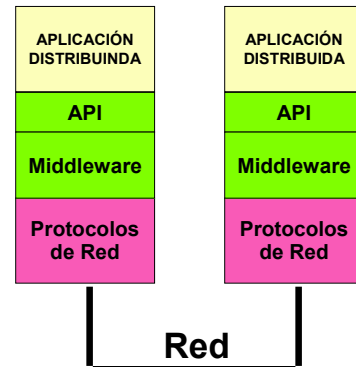 APLICACIÓN
DISTRIBUINDA
API
Middleware
Protocolos
de Red
APLICACIÓN
DISTRIBUIDA
API
Middleware
Protocolos
de Red
Red